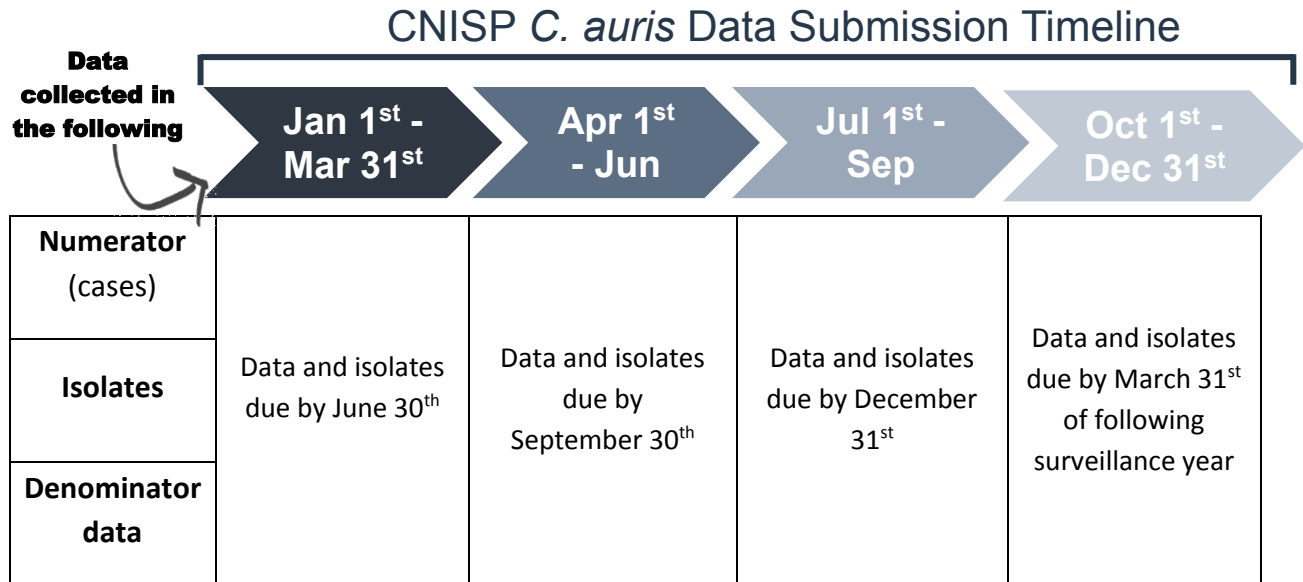 CNISP C. auris Data Submission Timeline
Data
collected in
the following
Jan 1st -
Mar 31st
Apr 1st
- Jun
Jul 1st -
Sep
Oct 1st -
Dec 31st
Numerator
(cases)
Isolates
Denominator
data
Data and isolates
due by June 30th
Data and isolates
due by
September 30th
Data and isolates
due by December
31st
Data and isolates
due by March 31st
of following
surveillance year